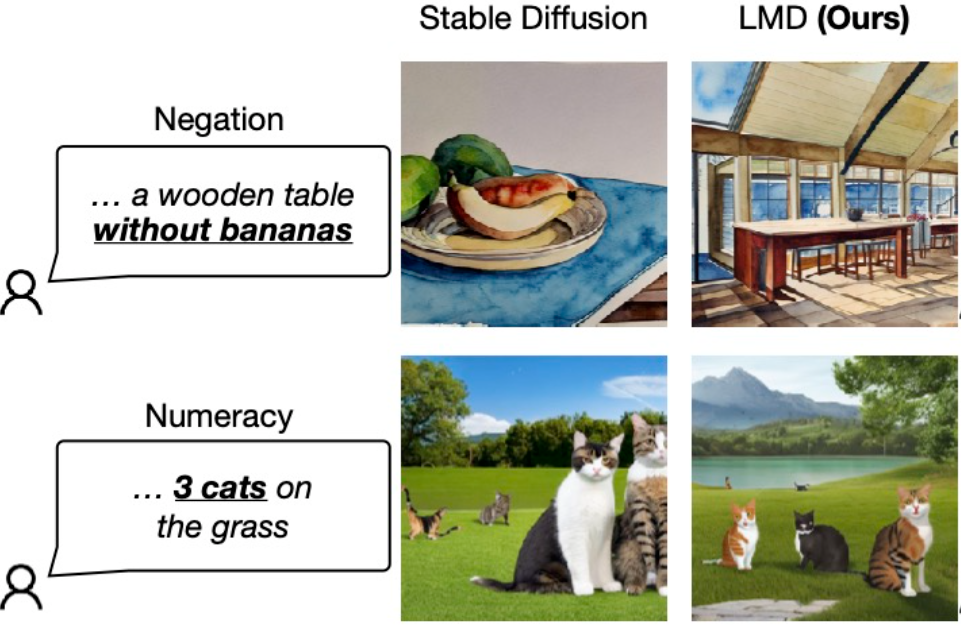 Stable Diffusion
LMD (Ours)
Negation
... a wooden table
without bananas
Numeracy
... 3 cats on
the grass